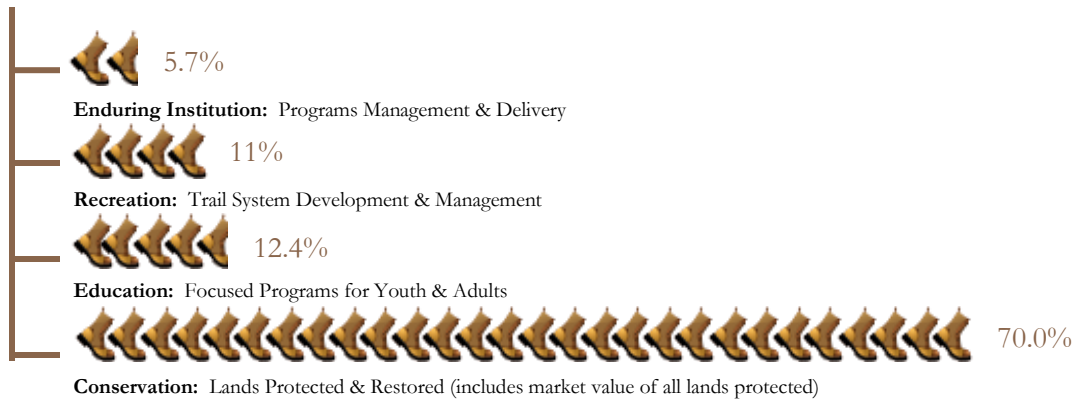 5.7%
Enduring Institution: Programs Management & Delivery
11%
Recreation: Trail System Development & Management
12.4%
Education: Focused Programs for Youth & Adults
70.0%
Conservation: Lands Protected & Restored (includes market value of all lands protected)